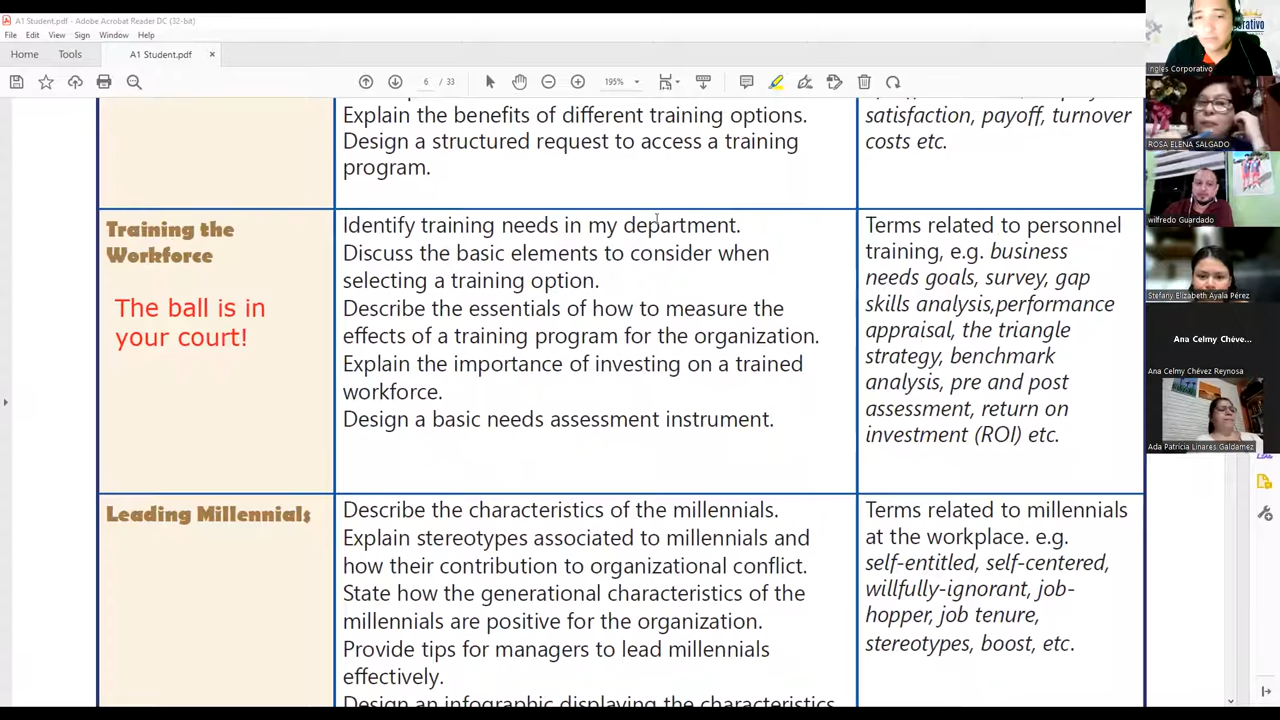 A1 Student.pdf - Adobe Acrobat Reader DC (32-bit)
File Edit View Sign Window Help
Home Tools A1 Student.pdf ×
6 / 33 195%
Explain the benefits of different training options.
Design a structured request to access a training
program.
satisfaction, payoff, turnover
costs etc.
Training the
Workforce
The ball is in
your court!
Identify training needs in my department.
Discuss the basic elements to consider when
selecting a training option.
Describe the essentials of how to measure the
effects of a training program for the organization.
Explain the importance of investing on a trained
workforce.
Design a basic needs assessment instrument.
Terms related to personnel
training, e.g. business
needs goals, survey, gap
skills analysis,performance
appraisal, the triangle
strategy, benchmark
analysis, pre and post
assessment, return on
investment (ROI) etc.
Leading Millennials
Describe the characteristics of the millennials.
Explain stereotypes associated to millennials and
how their contribution to organizational conflict.
State how the generational characteristics of the
millennials are positive for the organization.
Provide tips for managers to lead millennials
effectively.
Design an infographic displaying the characteristics
Terms related to millennials
at the workplace. e.g.
self-entitled, self-centered,
willfully-ignorant, job-
hopper, job tenure,
stereotypes, boost, etc.
Inglés Corporativo
ROSA ELENA SALGADO
wilfredo Guardado
Stefany Elizabeth Ayala Pérez
Ana Celmy Chéve...
Ana Celmy Chévez Reynosa
Ada Patricia Linares Galdamez